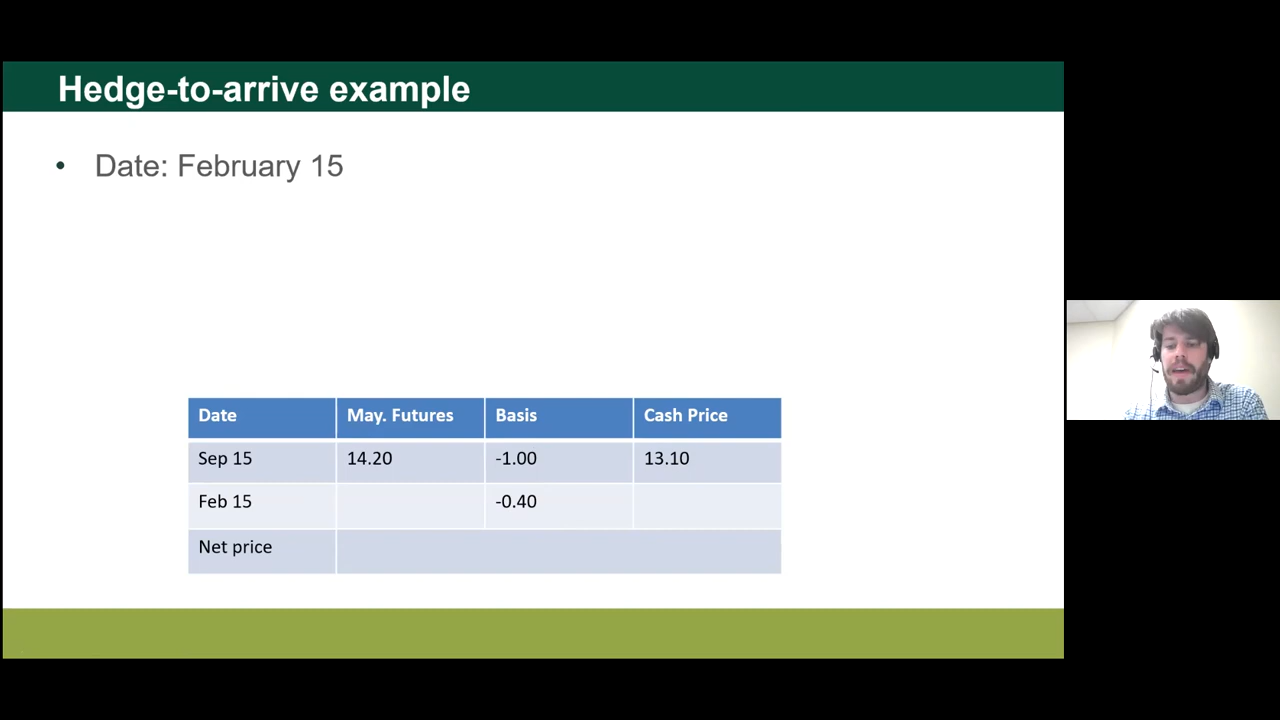 Hedge-to-arrive example
• Date: February 15
Date May. Futures Basis Cash Price
Sep 15 14.20 -1.00 13.10
Feb 15 -0.40
Net price